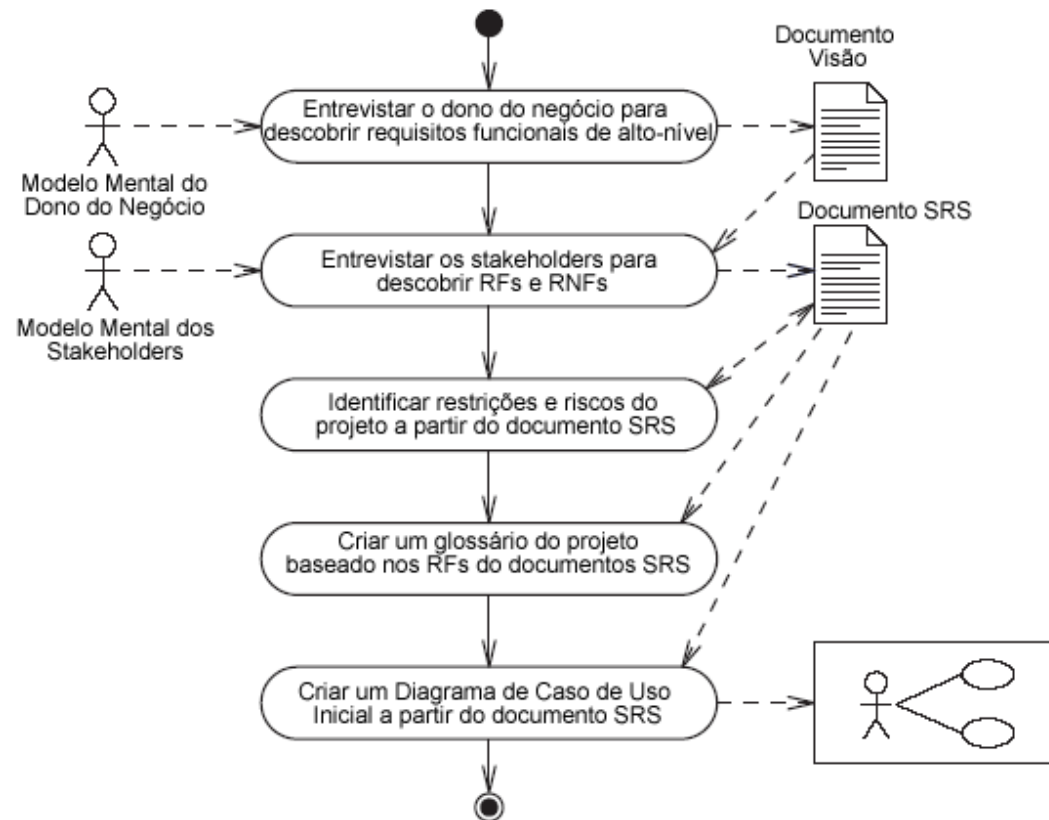 Documento
Visão
Entrevistar o dono do negócio para
descobrir requisitos funcionais de alto-nível
Modelo Mental do
Dono do Negócio
Documento SRS
Entrevistar os stakeholders para
descobrir RFs e RNFs
Modelo Mental dos
Stakeholders
Identificar restrições e riscos do
projeto a partir do documento SRS
Criar um glossário do projeto
baseado nos RFs do documentos SRS
Criar um Diagrama de Caso de Uso
Inicial a partir do documento SRS